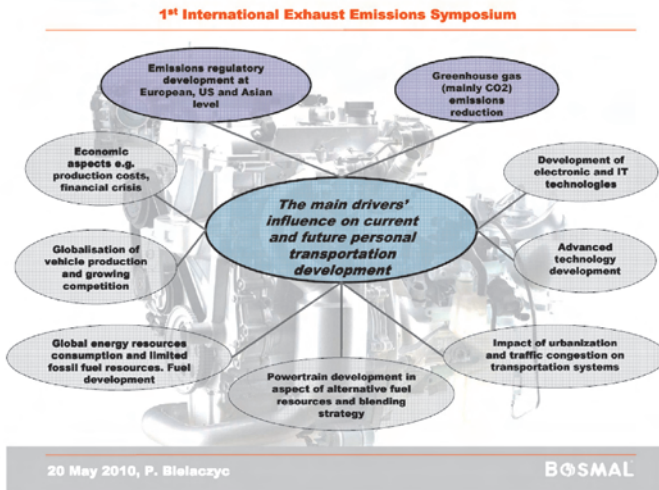 1st International Exhaust Emissions Symposium
Emissions regulatory
development at
European, US and Asian
level
Greenhouse gas
(mainly CO2)
emissions
reduction
Economic
aspects e.g.
production costs,
financial crisis
Development of
electronic and IT
technologies
The main drivers'
influence on current
and future personal
transportation
development
Globalisation of
vehicle production
and growing
competition
Advanced
technology
development
Global energy resources
consumption and limited
fossil fuel resources. Fuel
development
Powertrain development in
aspect of alternative fuel
resources and blending
strategy
Impact of urbanization
and traffic congestion on
transportation systems
20 May 2010, P. Bielaczyc
BOSMAL